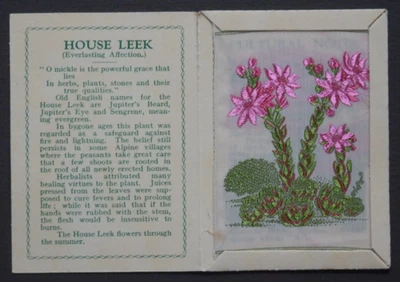 HOUSE LEEK
(Everlasting Affection.)
"O mickle is the powerful grace that
lies
In herbs, plants, stones and their
true qualities."
Old English names for the
House Leek are Jupiter's Beard,
Jupiter's Eye and Sengrene, mean-
ing evergreen.
In bygone ages this plant was
regarded as a safeguard against
fire and lightning. The belief still
persists in some Alpine villages
where the peasants take great care
that a few shoots are rooted in the
roof of all newly erected homes.
Herbalists attributed many
healing virtues to the plant. Juices
pressed from the leaves were sup-
posed to cure fevers and to prolong
life; while it was said that if the
hands were rubbed with the stem,
the flesh would be insensitive to
burns.
The House Leek flowers through
the summer.